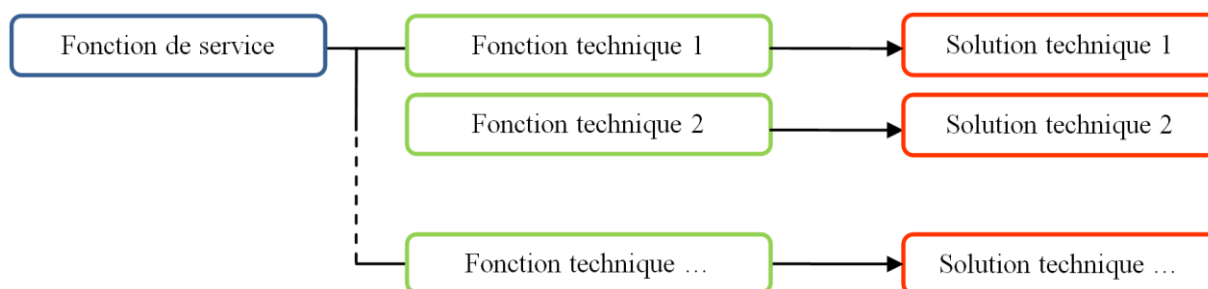 Fonction de service
Fonction technique 1
Solution technique 1
Fonction technique 2
Solution technique 2
Fonction technique …
Solution technique …